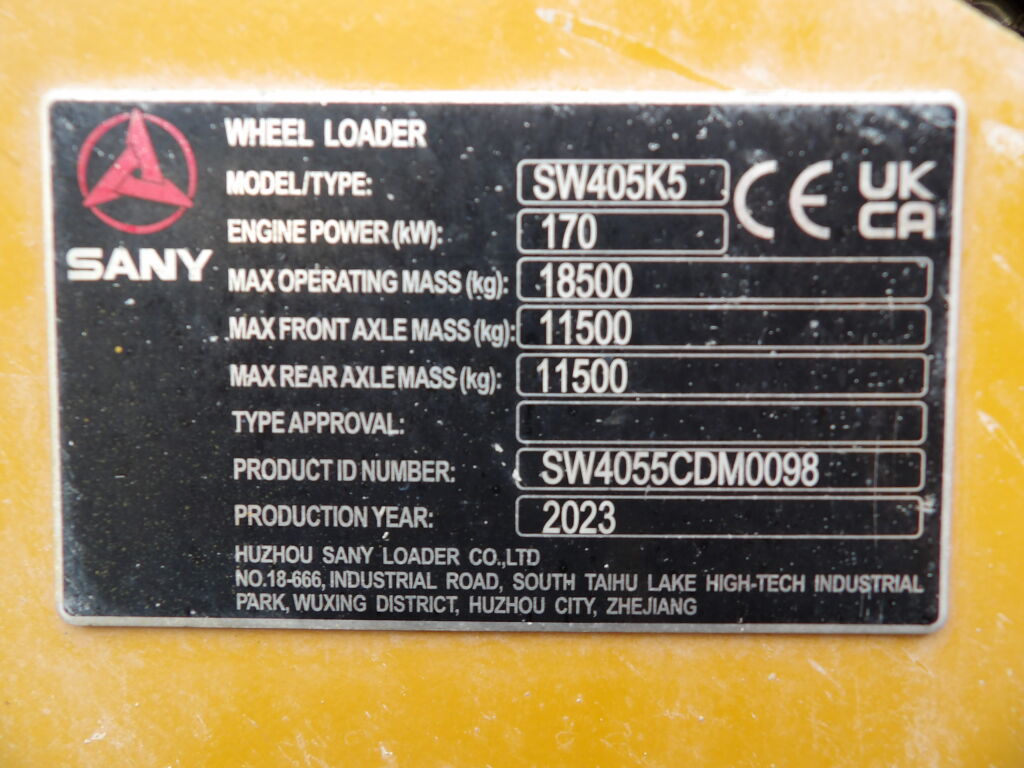 WHEEL LOADER
MODEL/TYPE: SW405K5 CE UK CA
SANY
ENGINE POWER (kW): 170
MAX OPERATING MASS (kg): 18500
MAX FRONT AXLE MASS (kg): 11500
MAX REAR AXLE MASS (kg): 11500
TYPE APPROVAL:
PRODUCT ID NUMBER: SW4055CDM0098
PRODUCTION YEAR: 2023
HUZHOU SANY LOADER CO.,LTD
NO.18-666, INDUSTRIAL ROAD, SOUTH TAIHU LAKE HIGH-TECH INDUSTRIAL
PARK, WUXING DISTRICT, HUZHOU CITY, ZHEJIANG